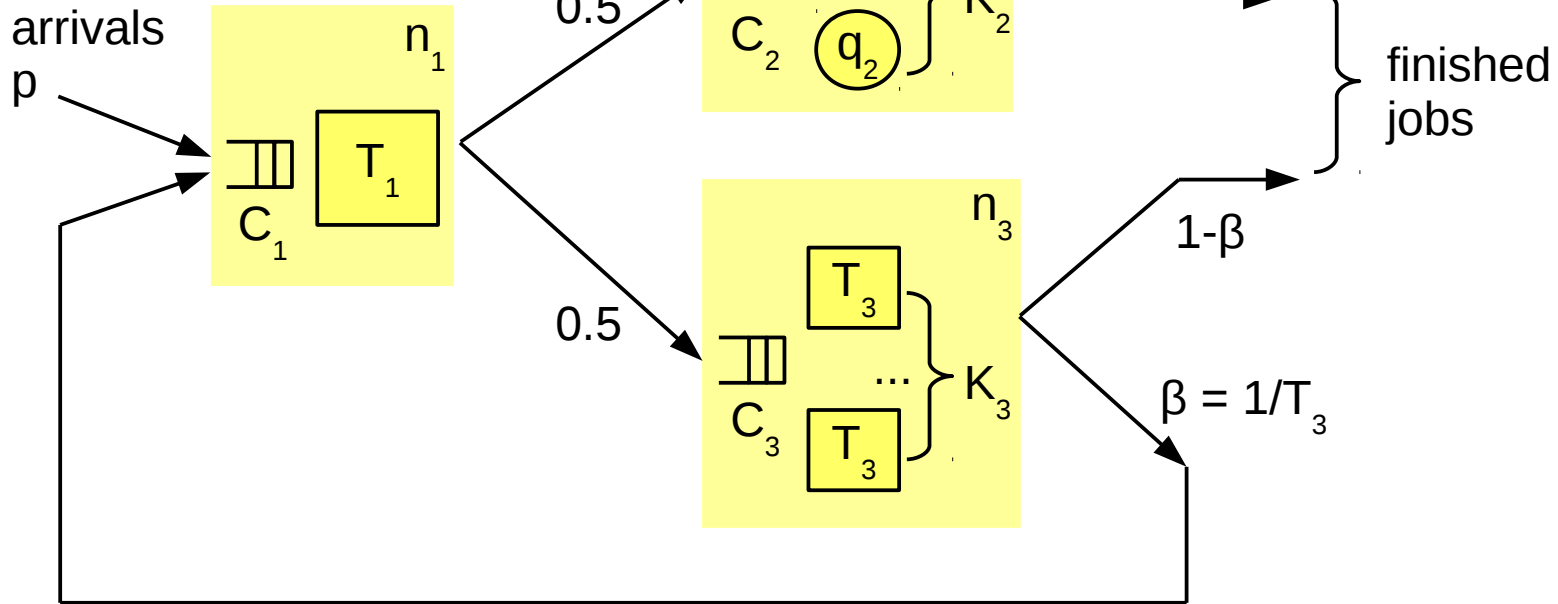 arrivals
p
n₁
T₁
C₁
0.5
C₂
q₂
K₂
finished
jobs
0.5
n₃
T₃
...
T₃
C₃
K₃
1-β
β = 1/T₃